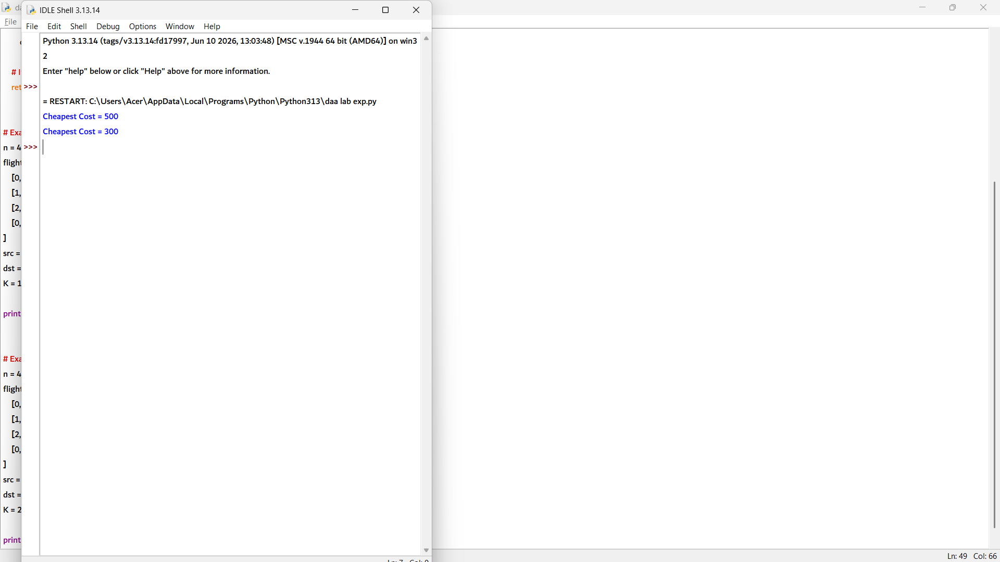 IDLE Shell 3.13.14
File Edit Shell Debug Options Window Help
Python 3.13.14 (tags/v3.13.14:fd17997, Jun 10 2026, 13:03:48) [MSC v.1944 64 bit (AMD64)] on win3
2
Enter "help" below or click "Help" above for more information.
>>>
= RESTART: C:\Users\Acer\AppData\Local\Programs\Python\Python313\daa lab exp.py
Cheapest Cost = 500
Cheapest Cost = 300
>>>
File
# I
ret
# Exa
n = 4
flight
[0,
[1,
[2,
[0,
]
src =
dst =
K = 1
print
# Exa
n = 4
flight
[0,
[1,
[2,
[0,
]
src =
dst =
K = 2
print
Ln: 49 Col: 66